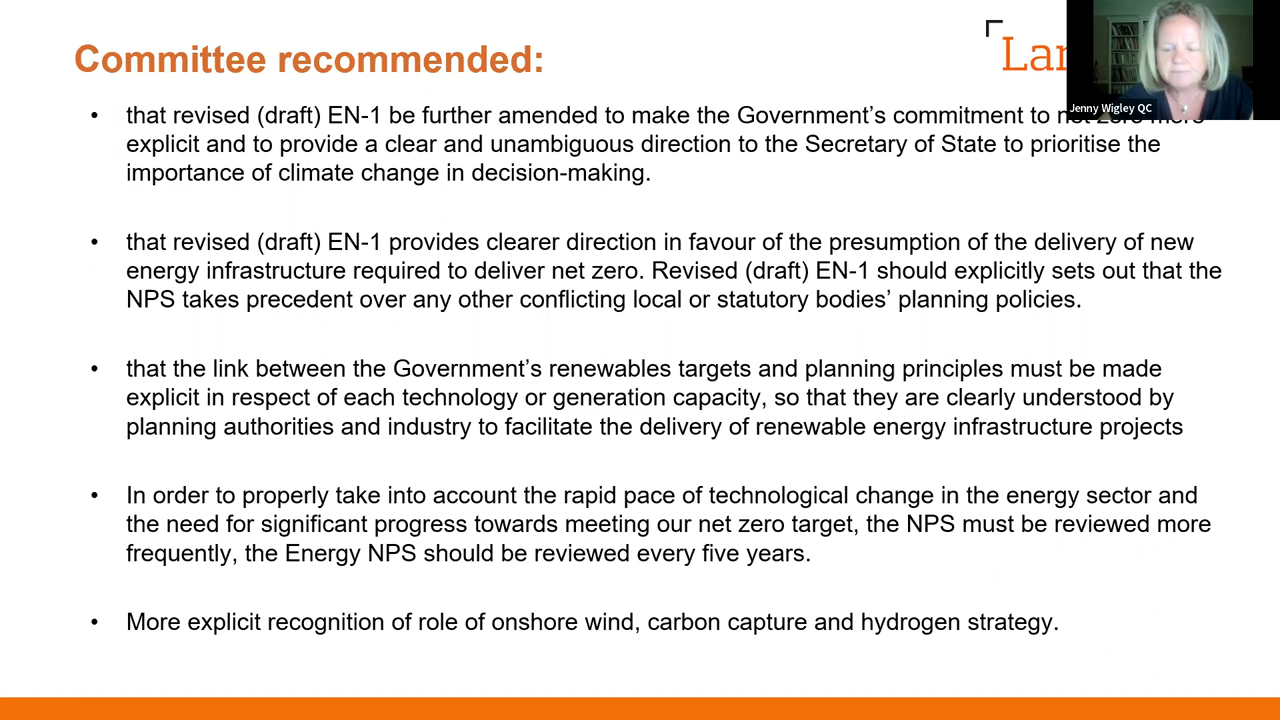 Committee recommended:
Lan
Jenny Wigley QC
• that revised (draft) EN-1 be further amended to make the Government’s commitment to net zero more
explicit and to provide a clear and unambiguous direction to the Secretary of State to prioritise the
importance of climate change in decision-making.
• that revised (draft) EN-1 provides clearer direction in favour of the presumption of the delivery of new
energy infrastructure required to deliver net zero. Revised (draft) EN-1 should explicitly sets out that the
NPS takes precedent over any other conflicting local or statutory bodies’ planning policies.
• that the link between the Government’s renewables targets and planning principles must be made
explicit in respect of each technology or generation capacity, so that they are clearly understood by
planning authorities and industry to facilitate the delivery of renewable energy infrastructure projects
• In order to properly take into account the rapid pace of technological change in the energy sector and
the need for significant progress towards meeting our net zero target, the NPS must be reviewed more
frequently, the Energy NPS should be reviewed every five years.
• More explicit recognition of role of onshore wind, carbon capture and hydrogen strategy.